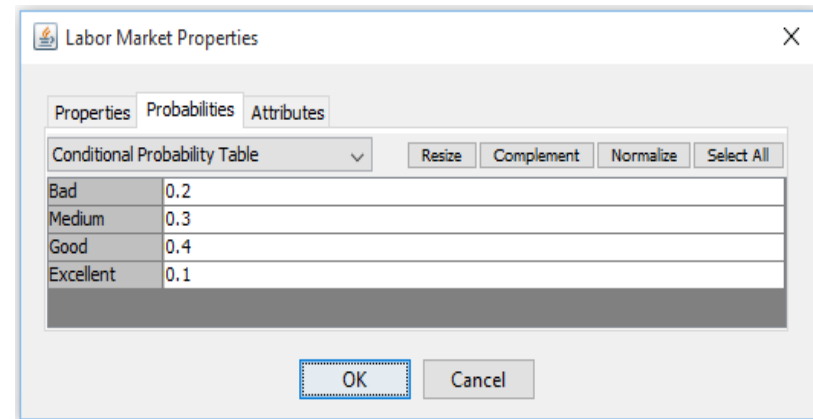 Labor Market Properties
Properties Probabilities Attributes
Conditional Probability Table Resize Complement Normalize Select All
Bad 0.2
Medium 0.3
Good 0.4
Excellent 0.1
OK Cancel